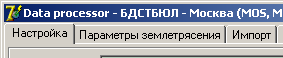 Data processor - БДСТБЮЛ - Москва (MOS, M
Настройка Параметры землетрясения Импорт